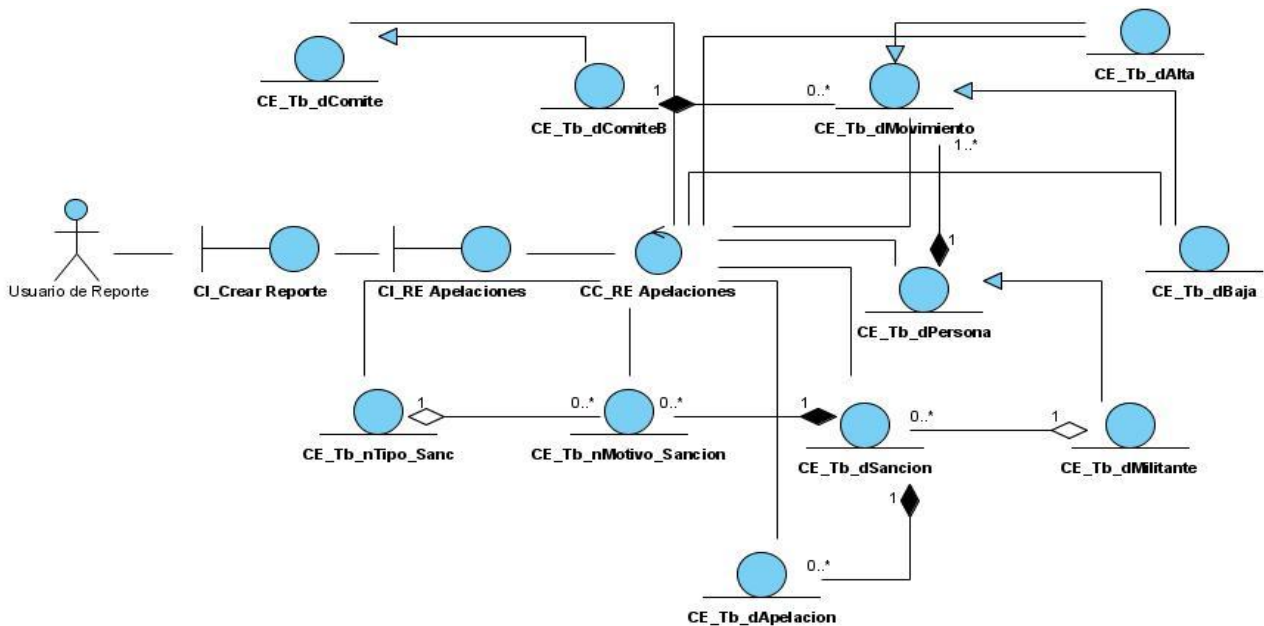 CE_Tb_dComite
CE_Tb_dAlta
1
0..*
CE_Tb_dComiteB
CE_Tb_dMovimiento
1..*
1
Usuario de Reporte
CI_Crear Reporte
CI_RE Apelaciones
CC_RE Apelaciones
CE_Tb_dBaja
CE_Tb_dPersona
1
0..*
0..*
1
0..*
1
CE_Tb_nTipo_Sanc
CE_Tb_nMotivo_Sancion
CE_Tb_dSancion
CE_Tb_dMilitante
1
0..*
CE_Tb_dApelacion